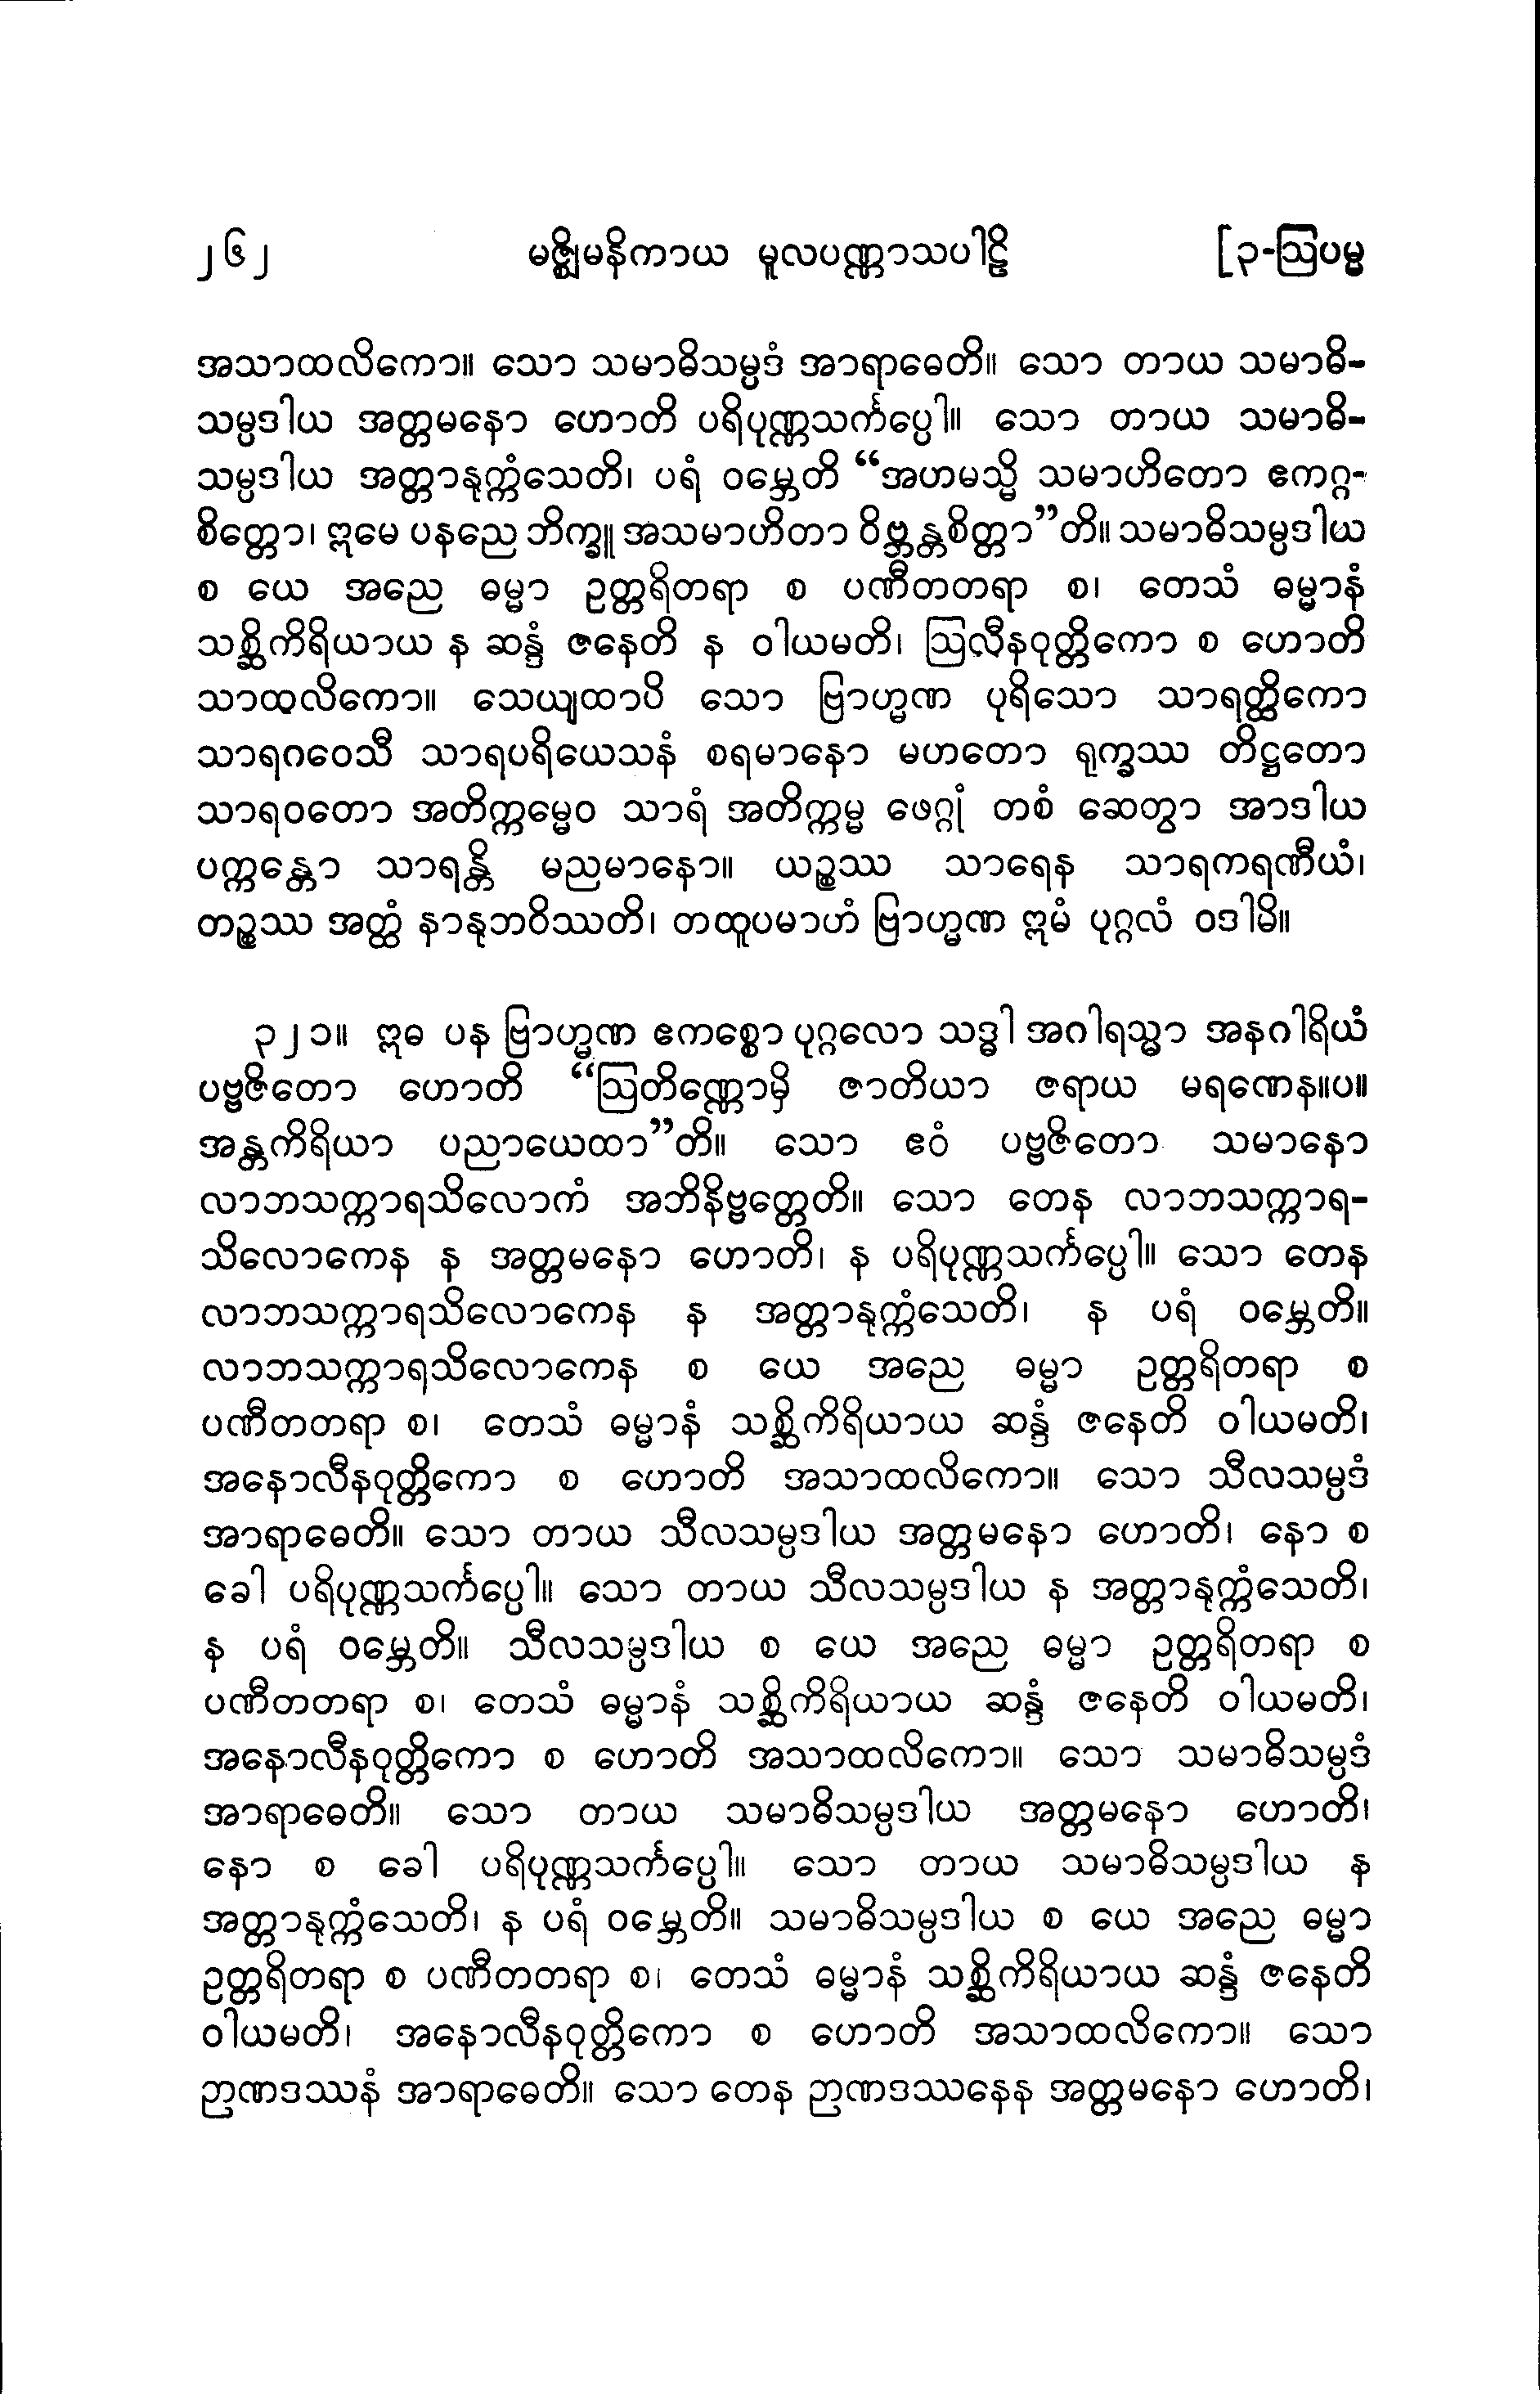 ၂၆၂ မဇ္ဈိမနိကာယ မူလပဏ္ဏာသပါဠိ [၃-ဩပမ္မ
အသာထလိကော။ သော သမာဓိသမ္ပဒံ အာရာဓေတိ။ သော တာယ သမာဓိ-
သမ္ပဒါယ အတ္တမနော ဟောတိ ပရိပုဏ္ဏသင်္ကပ္ပေါ။ သော တာယ သမာဓိ-
သမ္ပဒါယ အတ္တာနုက္ကံသေတိ၊ ပရံ ဝမ္ဘေတိ “အဟမသ္မိ သမာဟိတော ဧကဂ္ဂ-
စိတ္တော၊ ဣမေ ပနညေ ဘိက္ခူ အသမာဟိတာ ဝိဗ္ဘန္တစိတ္တာ”တိ။ သမာဓိသမ္ပဒါယ
စ ယေ အညေ ဓမ္မာ ဥတ္တရိတရာ စ ပဏီတတရာ စ၊ တေသံ ဓမ္မာနံ
သစ္ဆိကိရိယာယ န ဆန္ဒံ ဇနေတိ န ဝါယမတိ၊ ဩလီနဝုတ္တိကော စ ဟောတိ
သာထလိကော။ သေယျထာပိ သော ဗြာဟ္မဏ ပုရိသော သာရတ္ထိကော
သာရဂဝေသီ သာရပရိယေသနံ စရမာနော မဟတော ရုက္ခဿ တိဋ္ဌတော
သာရဝတော အတိက္ကမ္မေဝ သာရံ အတိက္ကမ္မ ဖေဂ္ဂုံ တစံ ဆေတွာ အာဒါယ
ပက္ကန္တော သာရန္တိ မညမာနော။ ယဉ္စဿ သာရေန သာရကရဏီယံ၊
တဉ္စဿ အတ္ထံ နာနုဘဝိဿတိ၊ တထူပမာဟံ ဗြာဟ္မဏ ဣမံ ပုဂ္ဂလံ ဝဒါမိ။
၃၂၁။ ဣဓ ပန ဗြာဟ္မဏ ဧကစ္စော ပုဂ္ဂလော သဒ္ဓါ အဂါရသ္မာ အနဂါရိယံ
ပဗ္ဗဇိတော ဟောတိ “ဩတိဏ္ဏောမှိ ဇာတိယာ ဇရာယ မရဏေန။ပ။
အန္တကိရိယာ ပညာယေထာ”တိ။ သော ဧဝံ ပဗ္ဗဇိတော သမာနော
လာဘသက္ကာရသိလောကံ အဘိနိဗ္ဗတ္တေတိ။ သော တေန လာဘသက္ကာရ-
သိလောကေန န အတ္တမနော ဟောတိ၊ န ပရိပုဏ္ဏသင်္ကပ္ပေါ။ သော တေန
လာဘသက္ကာရသိလောကေန န အတ္တာနုက္ကံသေတိ၊ န ပရံ ဝမ္ဘေတိ။
လာဘသက္ကာရသိလောကေန စ ယေ အညေ ဓမ္မာ ဥတ္တရိတရာ စ
ပဏီတတရာ စ၊ တေသံ ဓမ္မာနံ သစ္ဆိကိရိယာယ ဆန္ဒံ ဇနေတိ ဝါယမတိ၊
အနောလီနဝုတ္တိကော စ ဟောတိ အသာထလိကော။ သော သီလသမ္ပဒံ
အာရာဓေတိ။ သော တာယ သီလသမ္ပဒါယ အတ္တမနော ဟောတိ၊ နော စ
ခေါ ပရိပုဏ္ဏသင်္ကပ္ပေါ။ သော တာယ သီလသမ္ပဒါယ န အတ္တာနုက္ကံသေတိ၊
န ပရံ ဝမ္ဘေတိ။ သီလသမ္ပဒါယ စ ယေ အညေ ဓမ္မာ ဥတ္တရိတရာ စ
ပဏီတတရာ စ၊ တေသံ ဓမ္မာနံ သစ္ဆိကိရိယာယ ဆန္ဒံ ဇနေတိ ဝါယမတိ၊
အနောလီနဝုတ္တိကော စ ဟောတိ အသာထလိကော။ သော သမာဓိသမ္ပဒံ
အာရာဓေတိ။ သော တာယ သမာဓိသမ္ပဒါယ အတ္တမနော ဟောတိ၊
နော စ ခေါ ပရိပုဏ္ဏသင်္ကပ္ပေါ။ သော တာယ သမာဓိသမ္ပဒါယ န
အတ္တာနုက္ကံသေတိ၊ န ပရံ ဝမ္ဘေတိ။ သမာဓိသမ္ပဒါယ စ ယေ အညေ ဓမ္မာ
ဥတ္တရိတရာ စ ပဏီတတရာ စ၊ တေသံ ဓမ္မာနံ သစ္ဆိကိရိယာယ ဆန္ဒံ ဇနေတိ
ဝါယမတိ၊ အနောလီနဝုတ္တိကော စ ဟောတိ အသာထလိကော။ သော
ဉာဏဒဿနံ အာရာဓေတိ။ သော တေန ဉာဏဒဿနေန အတ္တမနော ဟောတိ၊